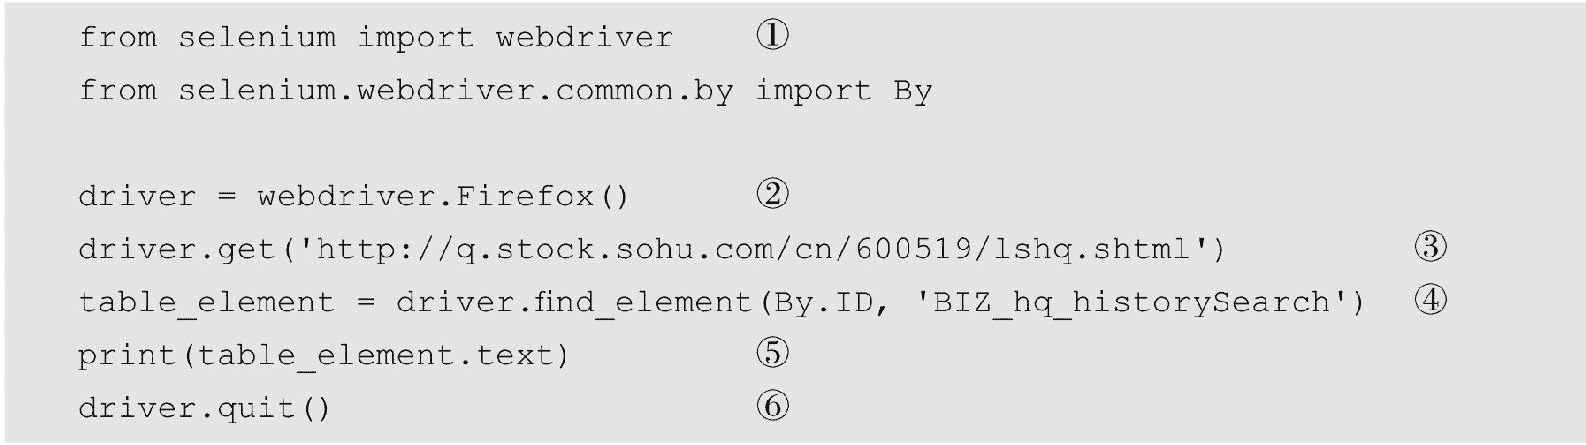 from selenium import webdriver ①
from selenium.webdriver.common.by import By
driver = webdriver.Firefox() ②
driver.get('http://q.stock.sohu.com/cn/600519/lshq.shtml') ③
table_element = driver.find_element(By.ID, 'BIZ_hq_historySearch') ④
print(table_element.text) ⑤
driver.quit() ⑥